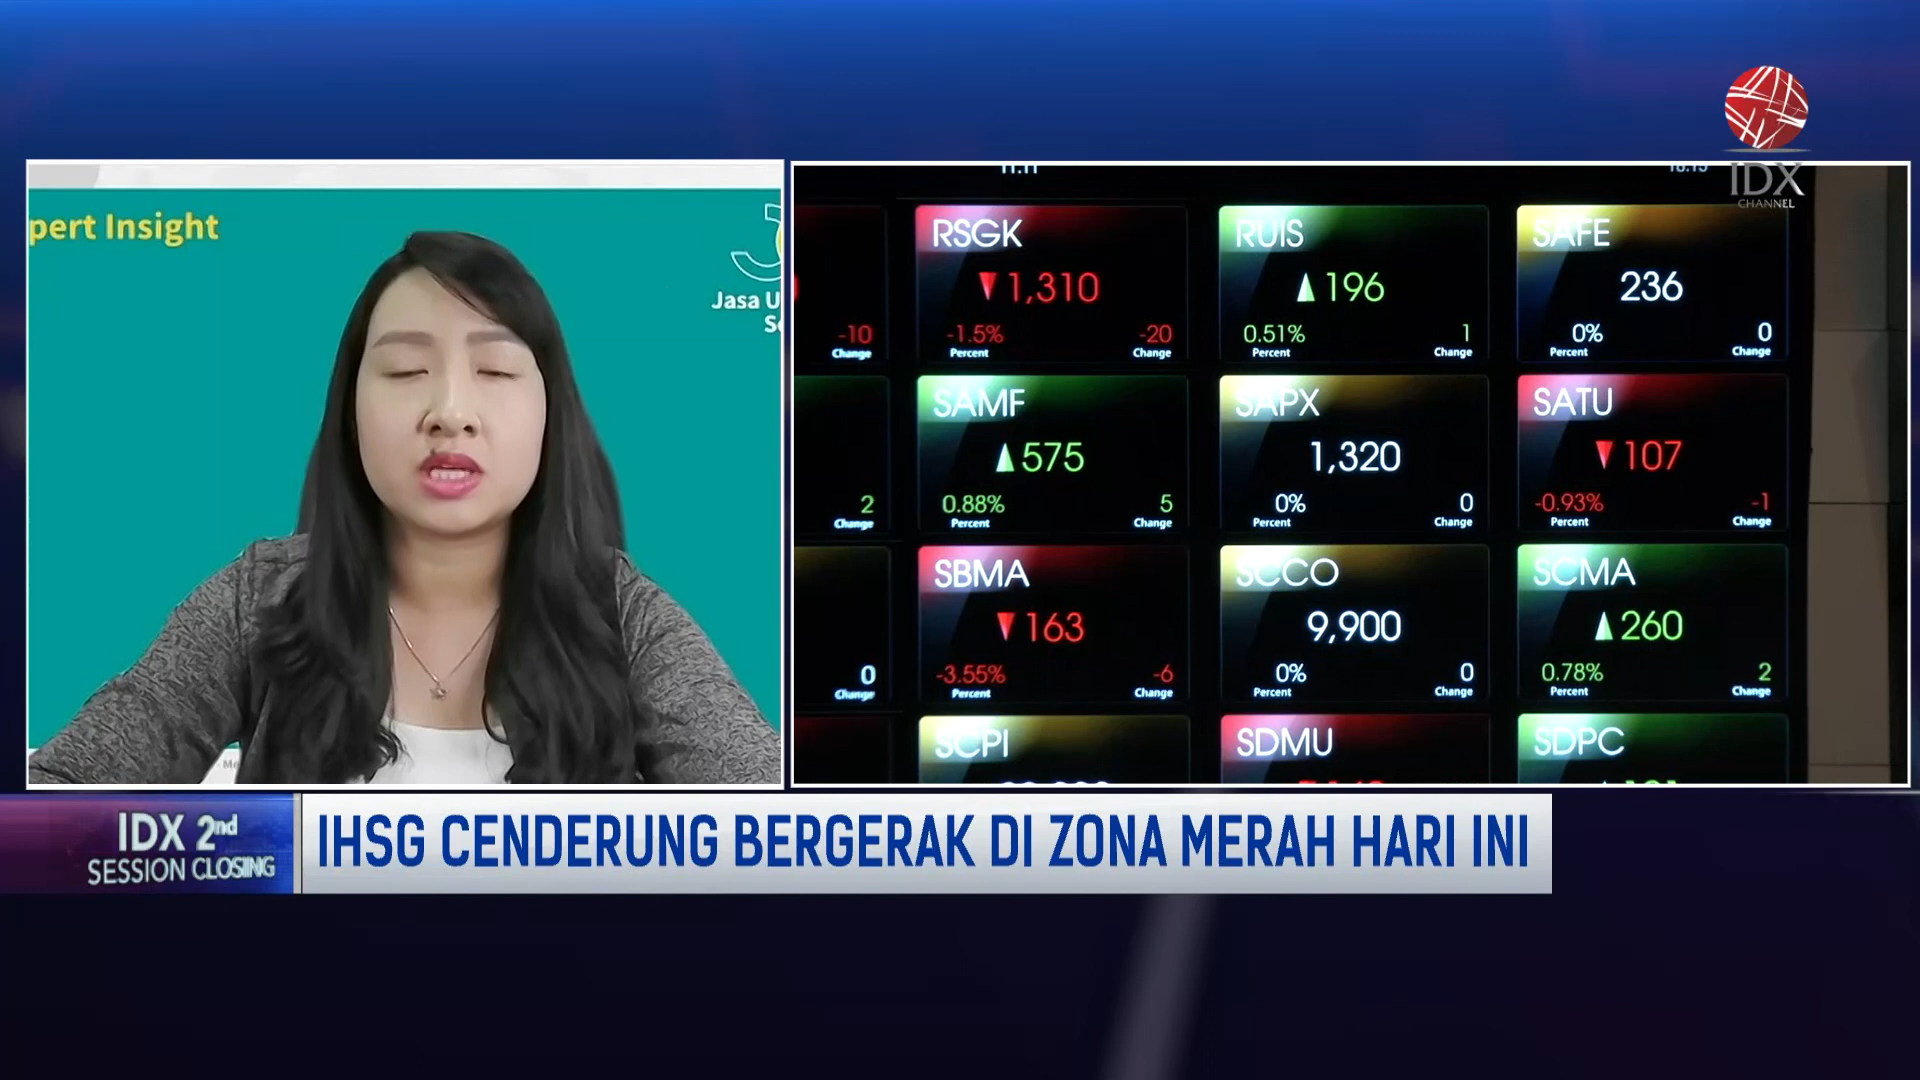 IDX
CHANNEL
pert Insight
Jasa U
Se
-10
Change
RSGK
1,310
-1.5%
-20
Percent
Change
RUIS
196
0.51%
1
Percent
Change
SAFE
236
0%
0
Percent
Change
2
Change
SAMF
575
0.88%
5
Percent
Change
SAPX
1,320
0%
0
Percent
Change
SATU
107
-0.93%
-1
Percent
Change
0
Change
SBMA
163
-3.55%
-6
Percent
Change
SCCO
9,900
0%
0
Percent
Change
SCMA
260
0.78%
2
Percent
Change
SCPI
SDMU
SDPC
IDX 2nd
SESSION CLOSING
IHSG CENDERUNG BERGERAK DI ZONA MERAH HARI INI